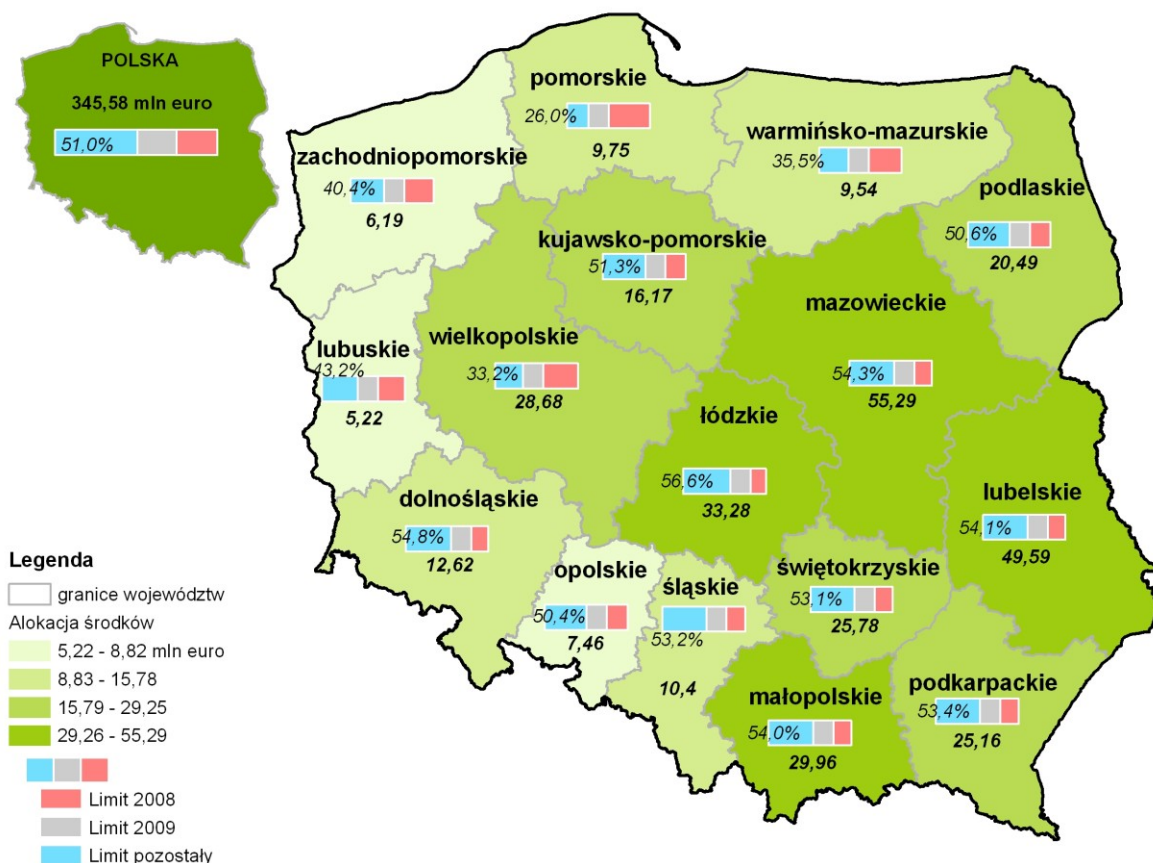 POLSKA
345,58 mln euro
51,0%
pomorskie
26,0%
9,75
warmińsko-mazurskie
35,5%
9,54
zachodniopomorskie
40,4%
6,19
podlaskie
50,6%
20,49
kujawsko-pomorskie
51,3%
16,17
mazowieckie
54,3%
55,29
wielkopolskie
33,2%
28,68
lubuskie
43,2%
5,22
łódzkie
56,6%
33,28
lubelskie
54,1%
49,59
dolnośląskie
54,8%
12,62
opolskie
50,4%
7,46
śląskie
53,2%
10,4
świętokrzyskie
53,1%
25,78
małopolskie
54,0%
29,96
podkarpackie
53,4%
25,16
Legenda
granice województw
Alokacja środków
5,22 - 8,82 mln euro
8,83 - 15,78
15,79 - 29,25
29,26 - 55,29
Limit 2008
Limit 2009
Limit pozostały